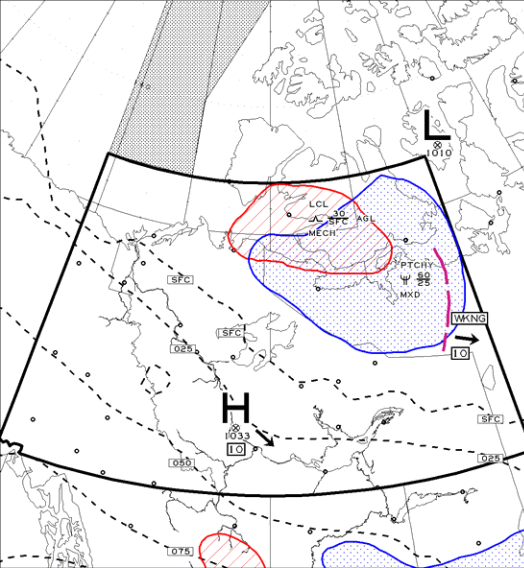 L
1010
LCL
30
SFC
AGL
MECH
PTCHY
60
25
MXD
SFC
WKNG
SFC
025
10
H
1033
10
SFC
025
050
075